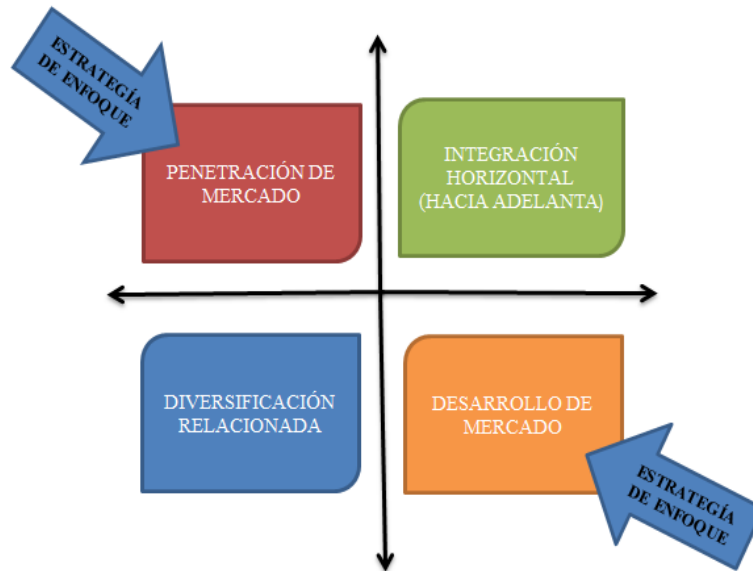 ESTRATEGÍA
DE ENFOQUE
PENETRACIÓN DE
MERCADO
INTEGRACIÓN
HORIZONTAL
(HACIA ADELANTA)
DIVERSIFICACIÓN
RELACIONADA
DESARROLLO DE
MERCADO
ESTRATEGÍA
DE ENFOQUE